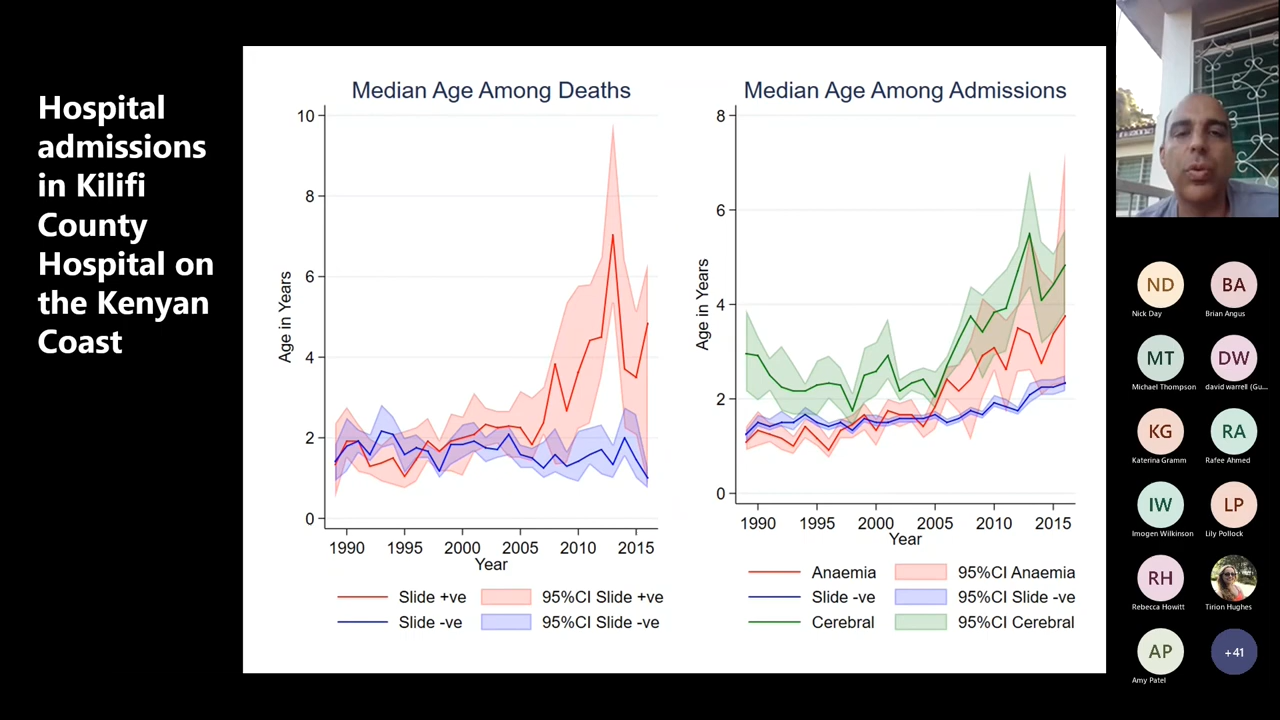 Hospital
admissions
in Kilifi
County
Hospital on
the Kenyan
Coast
Median Age Among Deaths
10
8
6
4
2
0
Age in Years
1990 1995 2000 2005 2010 2015
Year
Slide +ve 95%CI Slide +ve
Slide -ve 95%CI Slide -ve
Median Age Among Admissions
8
6
4
2
0
Age in Years
1990 1995 2000 2005 2010 2015
Year
Anaemia 95%CI Anaemia
Slide -ve 95%CI Slide -ve
Cerebral 95%CI Cerebral
ND BA
Nick Day Brian Angus
MT DW
Michael Thompson david warrell (Gu...
KG RA
Katerina Gramm Rafee Ahmed
IW LP
Imogen Wilkinson Lily Pollock
RH
Rebecca Howitt Tirion Hughes
AP +41
Amy Patel